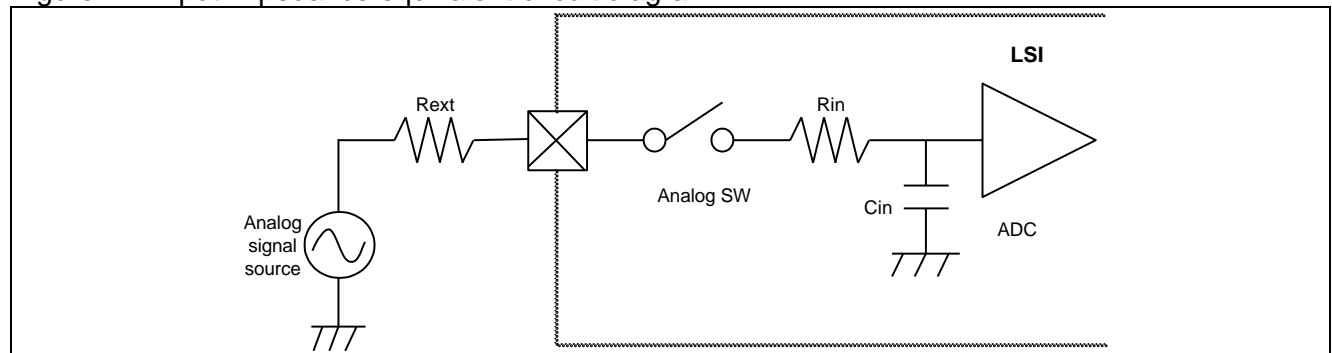 LSI
Rext
Rin
Analog SW
Cin
ADC
Analog
signal
source